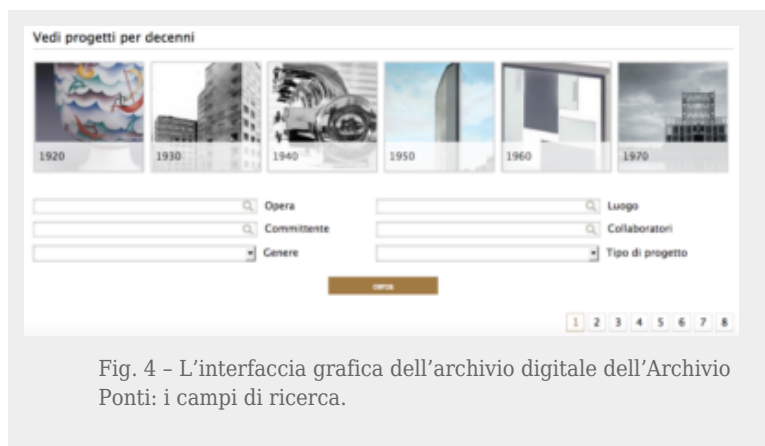 Vedi progetti per decenni
1920 1930 1940 1950 1960 1970
Opera Luogo
Committente Collaboratori
Genere Tipo di progetto
cerca
1 2 3 4 5 6 7 8
Fig. 4 – L’interfaccia grafica dell’archivio digitale dell’Archivio
Ponti: i campi di ricerca.